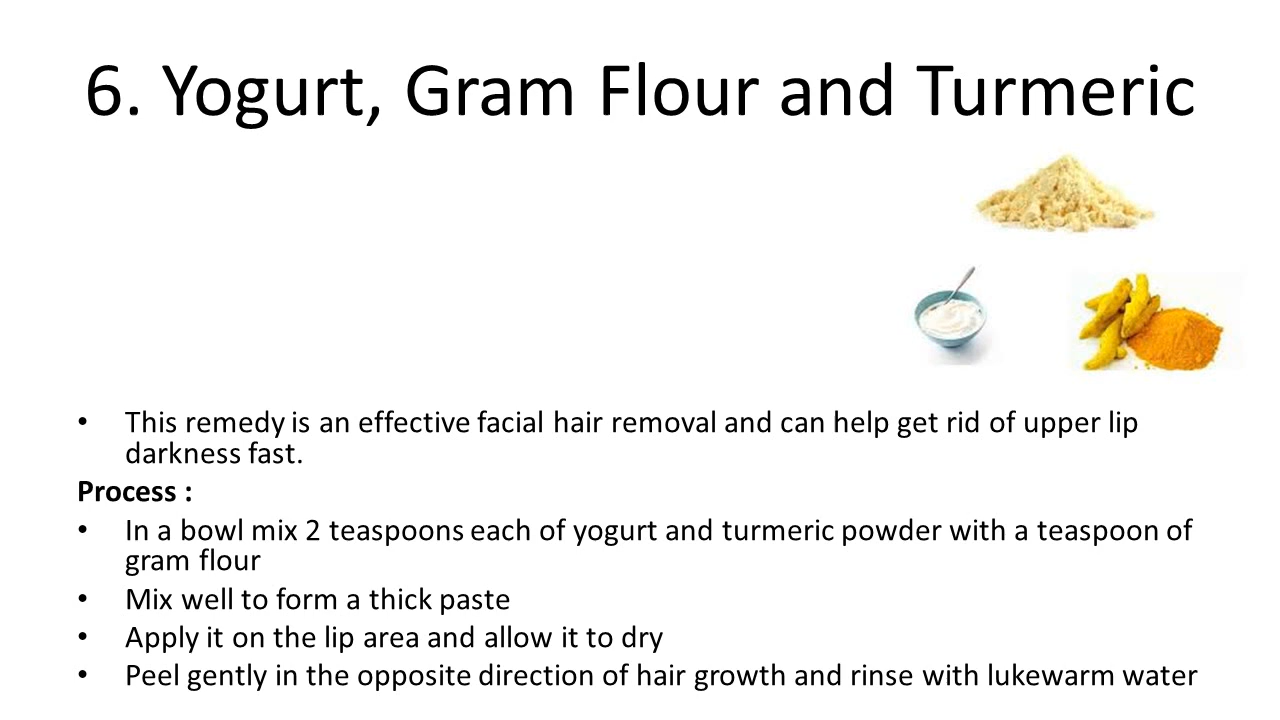 6. Yogurt, Gram Flour and Turmeric
• This remedy is an effective facial hair removal and can help get rid of upper lip
darkness fast.
Process :
• In a bowl mix 2 teaspoons each of yogurt and turmeric powder with a teaspoon of
gram flour
• Mix well to form a thick paste
• Apply it on the lip area and allow it to dry
• Peel gently in the opposite direction of hair growth and rinse with lukewarm water